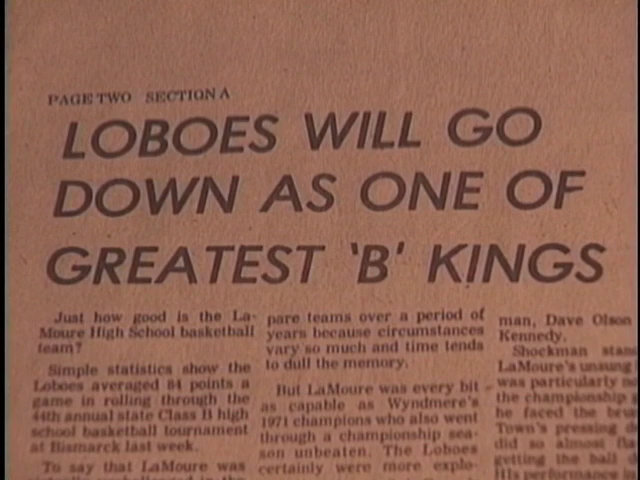 PAGE TWO SECTION A
LOBOES WILL GO
DOWN AS ONE OF
GREATEST 'B' KINGS
Just how good is the La-
Moure High School basketball
team?
Simple statistics show the
Loboes averaged 84 points a
game in rolling through the
44th annual state Class B high
school basketball tournament
at Bismarck last week.
To say that LaMoure was
pare teams over a period of
years because circumstances
vary so much and time tends
to dull the memory.
But LaMoure was every bit
as capable as Wyndmere's
1971 champions who also went
through a championship sea-
son unbeaten. The Loboes
certainly were more explo-
man, Dave Olson
Kennedy.
Shockman
LaMoure's unsung
was particularly
the championship
he faced the
Town's pressing
did so almost
getting the ball
His performance